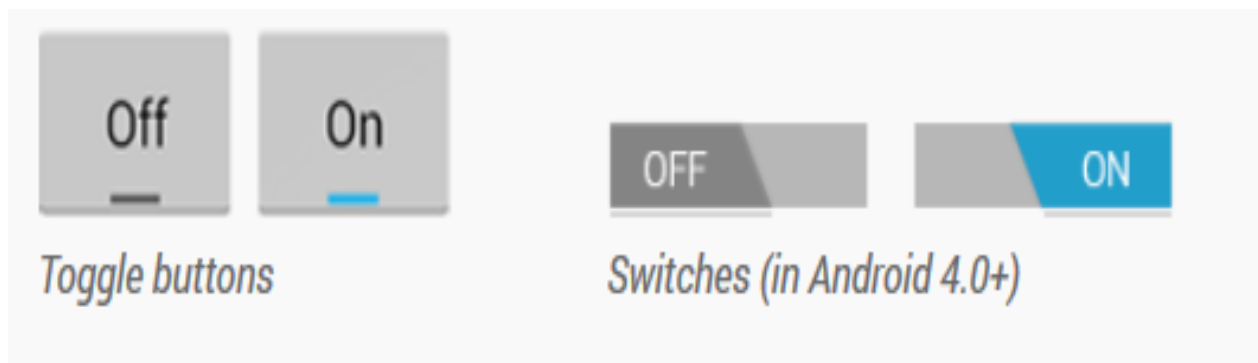 Off
On
OFF
ON
Toggle buttons
Switches (in Android 4.0+)